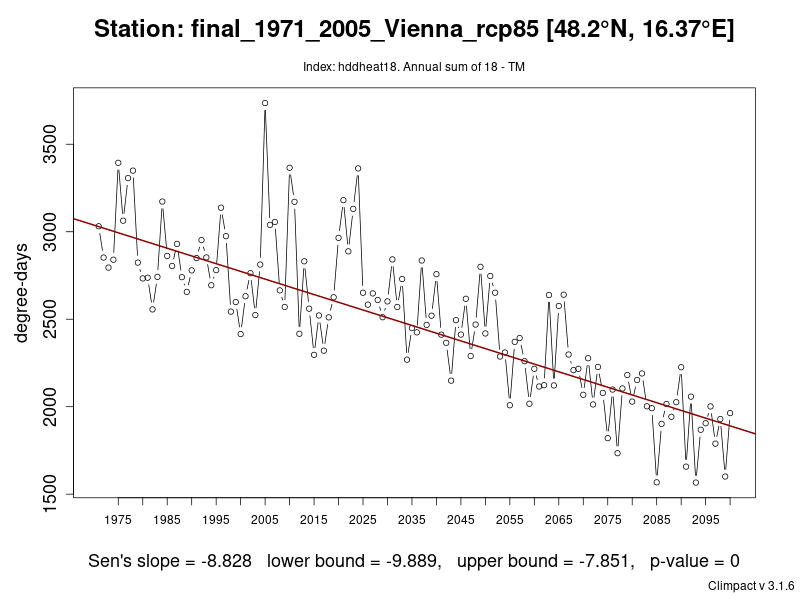 Station: final_1971_2005_Vienna_rcp85 [48.2°N, 16.37°E]
Index: hddheat18. Annual sum of 18 - TM
degree-days
3500
3000
2500
2000
1500
1975 1985 1995 2005 2015 2025 2035 2045 2055 2065 2075 2085 2095
Sen's slope = -8.828 lower bound = -9.889, upper bound = -7.851, p-value = 0
Climpact v 3.1.6